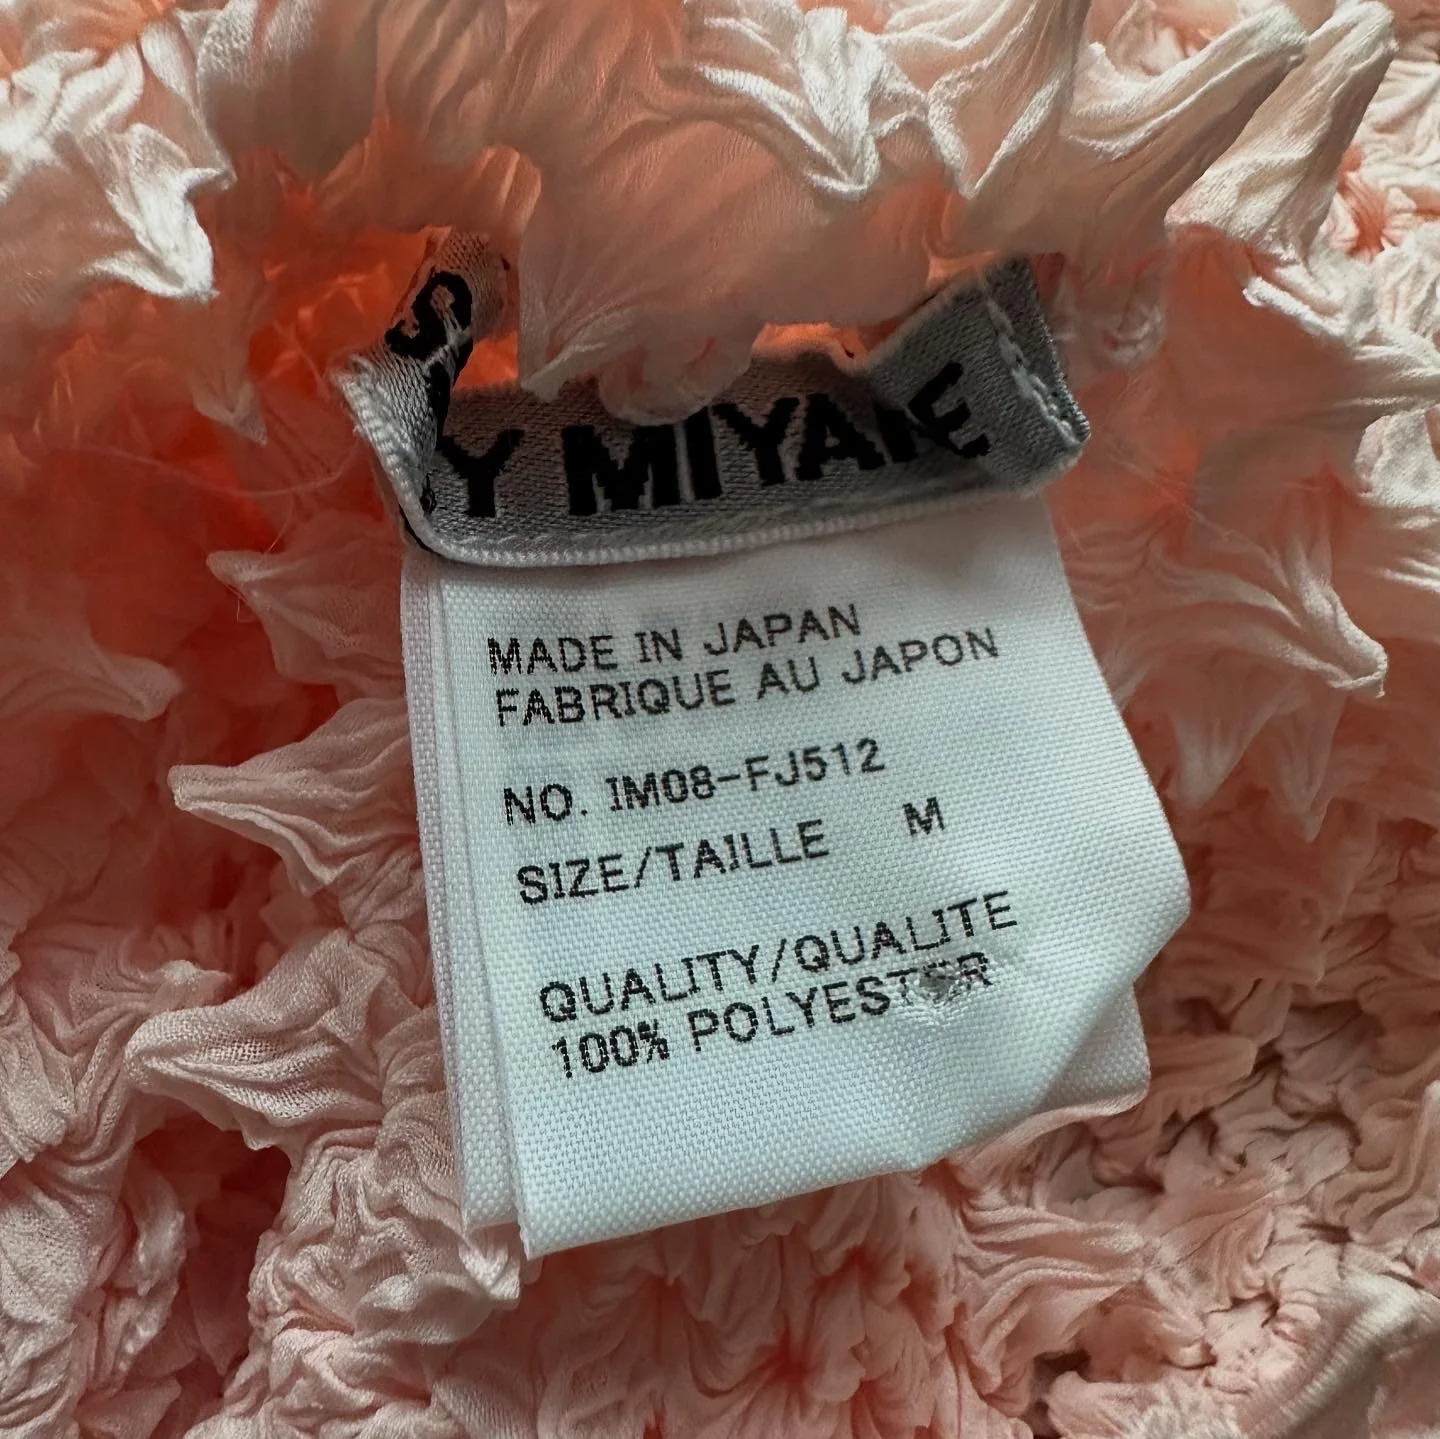 Y MIYAKE
MADE IN JAPAN
FABRIQUE AU JAPON
NO. IM08-FJ512
SIZE/TAILLE M
QUALITY/QUALITE
100% POLYESTER